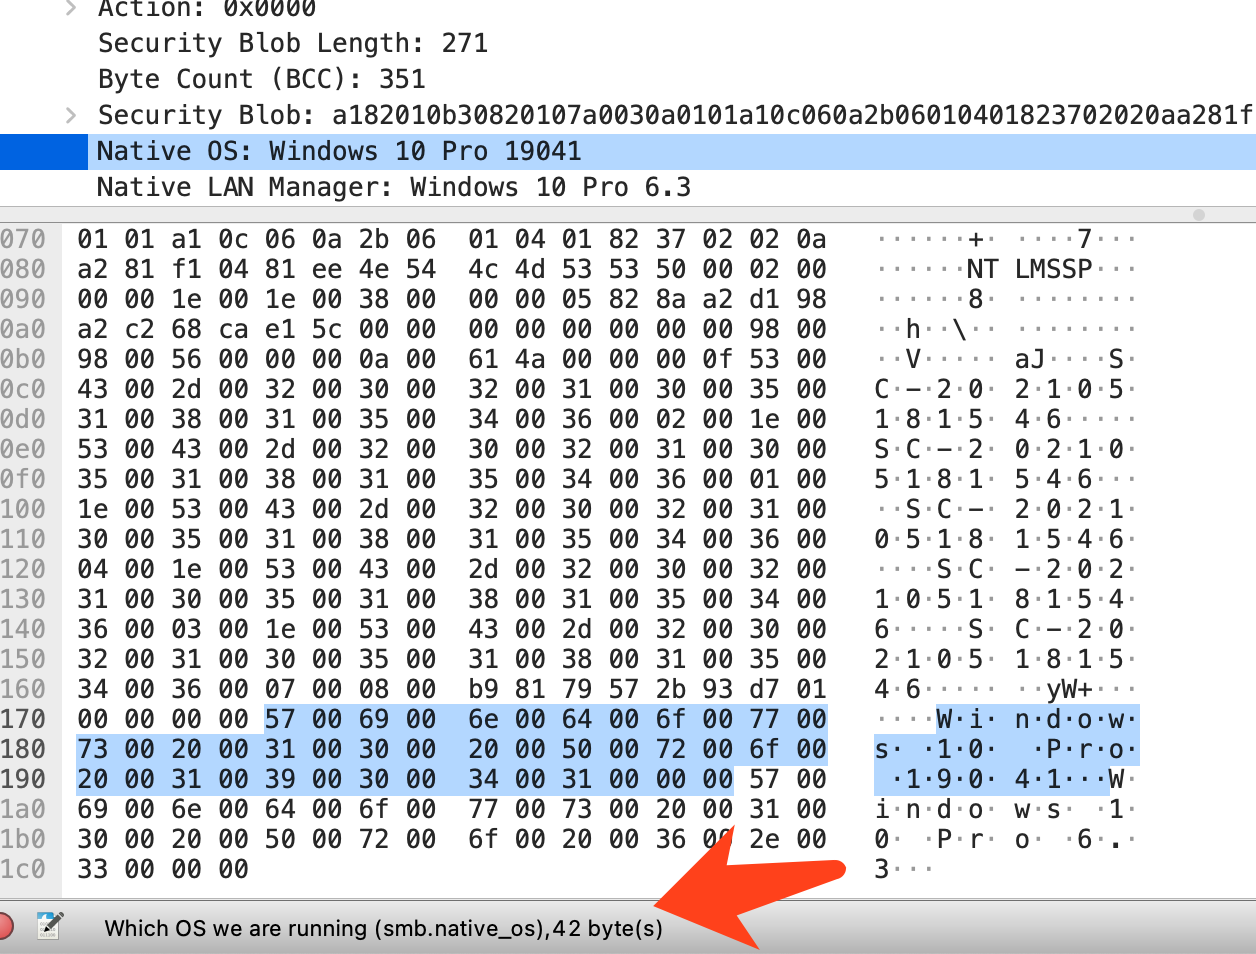 > Action: 0x0000
Security Blob Length: 271
Byte Count (BCC): 351
> Security Blob: a182010b30820107a0030a0101a10c060a2b06010401823702020aa281f
Native OS: Windows 10 Pro 19041
Native LAN Manager: Windows 10 Pro 6.3
070 01 01 a1 0c 06 0a 2b 06 01 04 01 82 37 02 02 0a ······+· ····7···
080 a2 81 f1 04 81 ee 4e 54 4c 4d 53 53 50 00 02 00 ······NT LMSSP···
090 00 00 1e 00 1e 00 38 00 00 00 05 82 8a a2 d1 98 ······8· ········
0a0 a2 c2 68 ca e1 5c 00 00 00 00 00 00 00 00 98 00 ··h··\·· ········
0b0 98 00 56 00 00 00 0a 00 61 4a 00 00 00 0f 53 00 ··V····· aJ····S·
0c0 43 00 2d 00 32 00 30 00 32 00 31 00 30 00 35 00 C·-·2·0· 2·1·0·5·
0d0 31 00 38 00 31 00 35 00 34 00 36 00 02 00 1e 00 1·8·1·5· 4·6·····
0e0 53 00 43 00 2d 00 32 00 30 00 32 00 31 00 30 00 S·C·-·2· 0·2·1·0·
0f0 35 00 31 00 38 00 31 00 35 00 34 00 36 00 01 00 5·1·8·1· 5·4·6···
100 1e 00 53 00 43 00 2d 00 32 00 30 00 32 00 31 00 ··S·C·-· 2·0·2·1·
110 30 00 35 00 31 00 38 00 31 00 35 00 34 00 36 00 0·5·1·8· 1·5·4·6·
120 04 00 1e 00 53 00 43 00 2d 00 32 00 30 00 32 00 ····S·C· -·2·0·2·
130 31 00 30 00 35 00 31 00 38 00 31 00 35 00 34 00 1·0·5·1· 8·1·5·4·
140 36 00 03 00 1e 00 53 00 43 00 2d 00 32 00 30 00 6·····S· C·-·2·0·
150 32 00 31 00 30 00 35 00 31 00 38 00 31 00 35 00 2·1·0·5· 1·8·1·5·
160 34 00 36 00 07 00 08 00 b9 81 79 57 2b 93 d7 01 4·6····· ··yW+···
170 00 00 00 00 57 00 69 00 6e 00 64 00 6f 00 77 00 ····W·i· n·d·o·w·
180 73 00 20 00 31 00 30 00 20 00 50 00 72 00 6f 00 s· ·1·0· ·P·r·o·
190 20 00 31 00 39 00 30 00 34 00 31 00 00 00 57 00 ·1·9·0· 4·1···W·
1a0 69 00 6e 00 64 00 6f 00 77 00 73 00 20 00 31 00 i·n·d·o· w·s· ·1·
1b0 30 00 20 00 50 00 72 00 6f 00 20 00 36 00 2e 00 0· ·P·r· o· ·6·.·
1c0 33 00 00 00 3···
Which OS we are running (smb.native_os),42 byte(s)